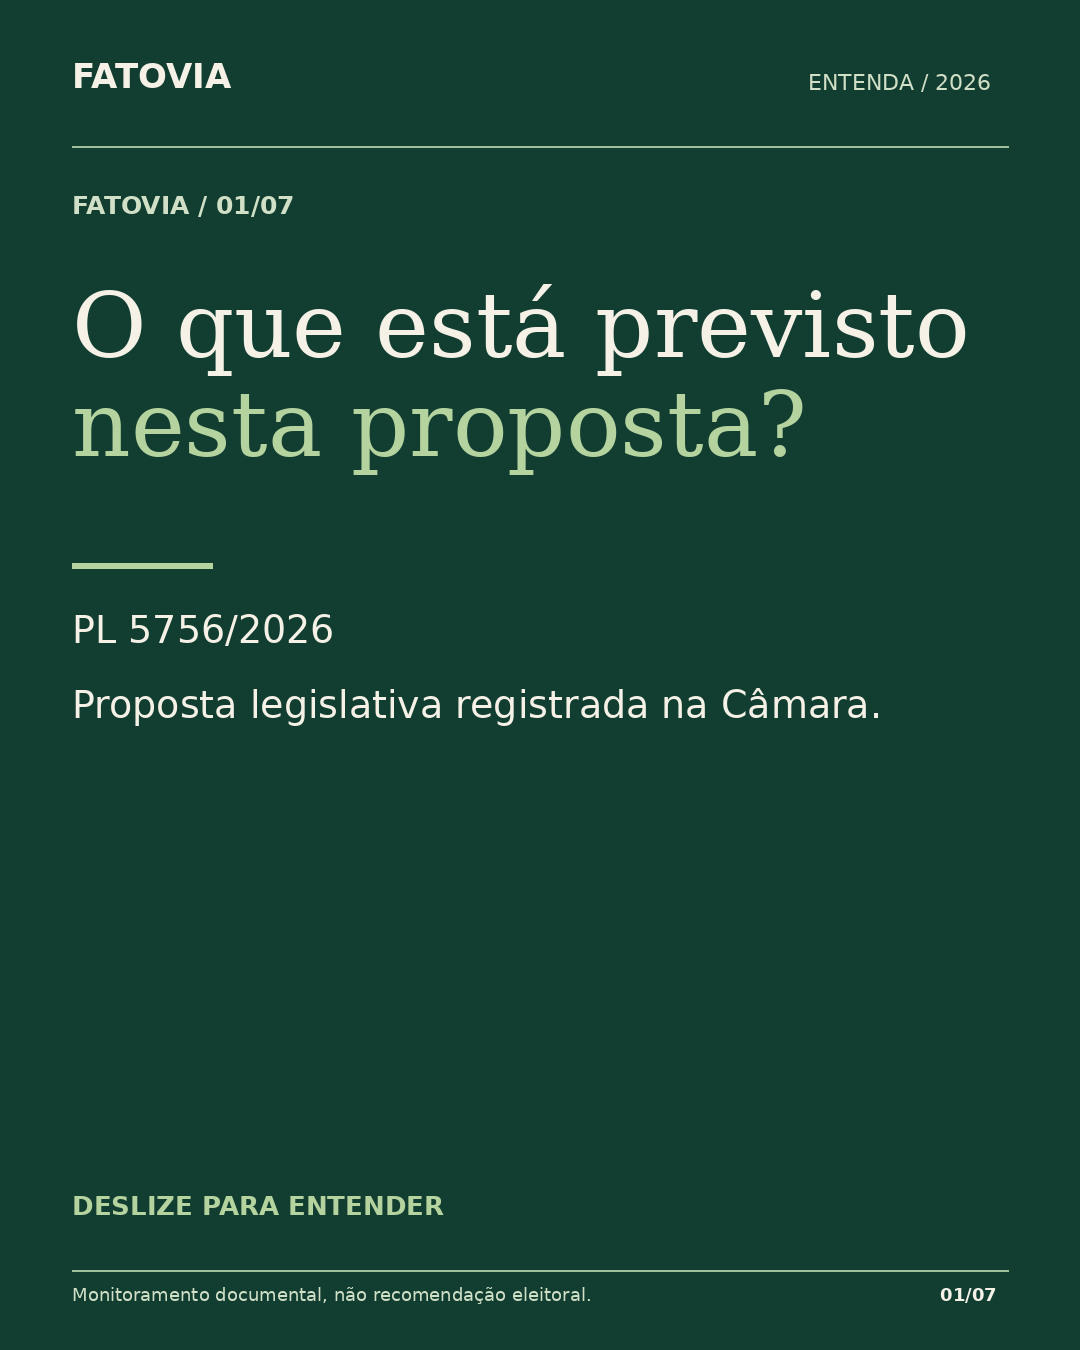 FATOVIA
ENTENDA / 2026
FATOVIA / 01/07
O que está previsto
nesta proposta?
PL 5756/2026
Proposta legislativa registrada na Câmara.
DESLIZE PARA ENTENDER
Monitoramento documental, não recomendação eleitoral.
01/07